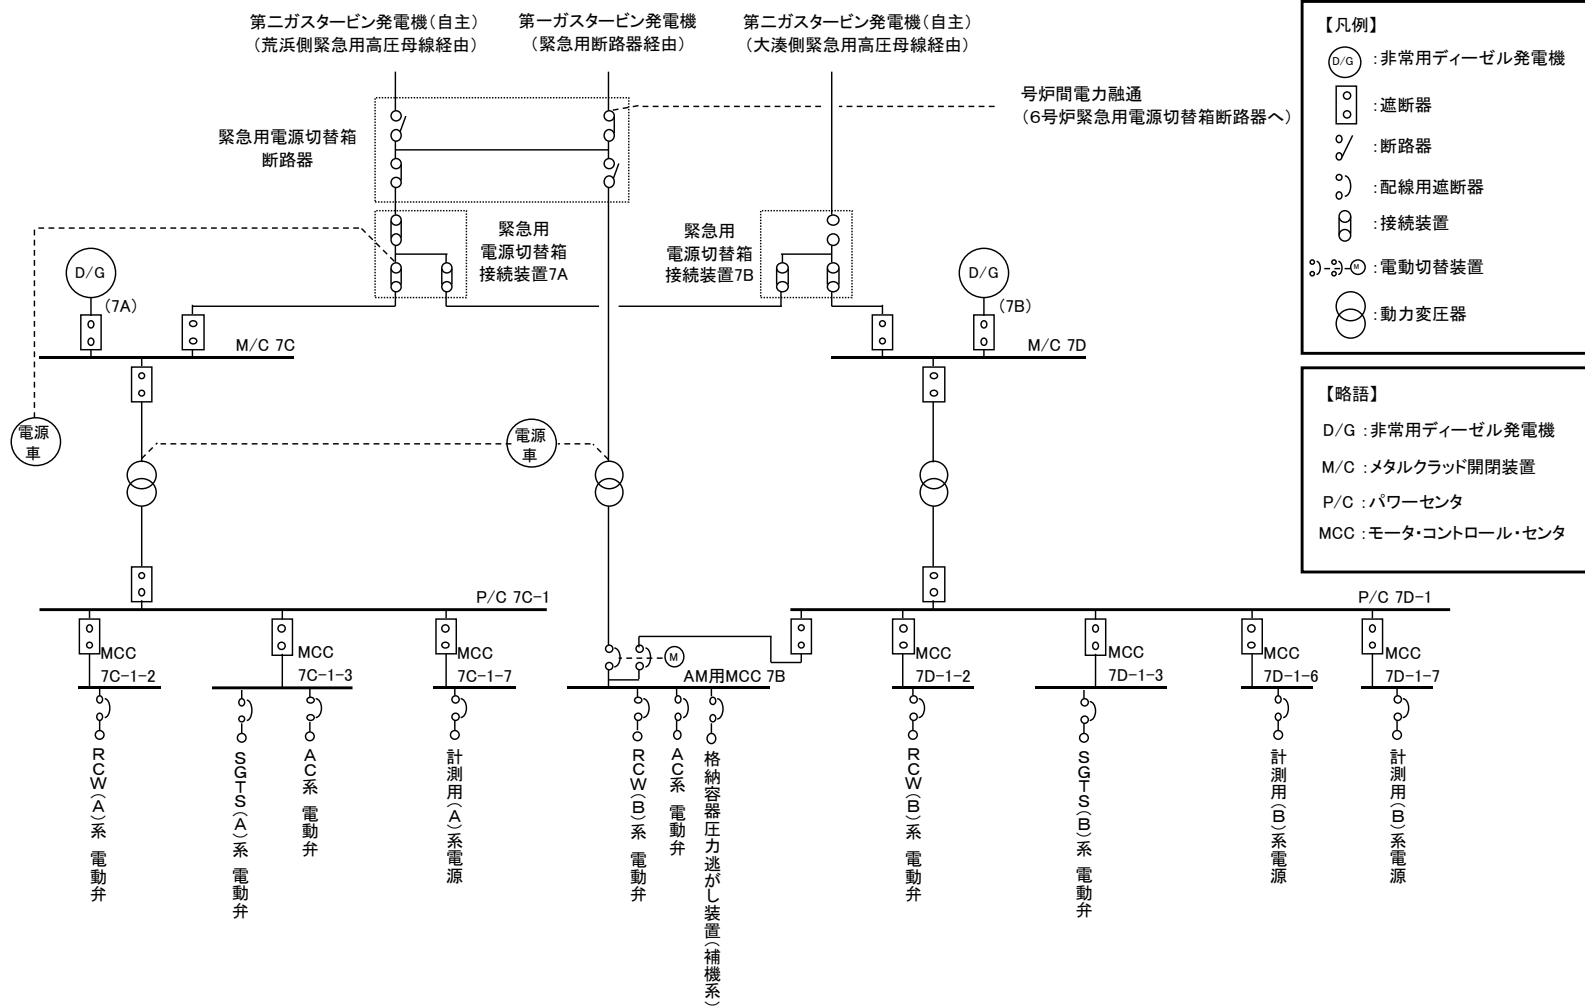 第二ガスタービン発電機(自主)
(荒浜側緊急用高圧母線経由)
第一ガスタービン発電機
(緊急用断路器経由)
第二ガスタービン発電機(自主)
(大湊側緊急用高圧母線経由)
号炉間電力融通
(6号炉緊急用電源切替箱断路器へ)
緊急用電源切替箱
断路器
緊急用
電源切替箱
接続装置7A
緊急用
電源切替箱
接続装置7B
D/G
(7A)
D/G
(7B)
M/C 7C
M/C 7D
電源
車
電源
車
P/C 7C-1
P/C 7D-1
MCC
7C-1-2
MCC
7C-1-3
MCC
7C-1-7
M
AM用MCC 7B
MCC
7D-1-2
MCC
7D-1-3
MCC
7D-1-6
MCC
7D-1-7
RCW(A)系 電動弁
SGTS(A)系 電動弁
AC系 電動弁
計測用(A)系電源
RCW(B)系 電動弁
AC系 電動弁
格納容器圧力逃がし装置(補機系)
RCW(B)系 電動弁
SGTS(B)系 電動弁
計測用(B)系電源
計測用(B)系電源
【凡例】
D/G :非常用ディーゼル発電機
:遮断器
:断路器
:配線用遮断器
:接続装置
M :電動切替装置
:動力変圧器
【略語】
D/G :非常用ディーゼル発電機
M/C :メタルクラッド開閉装置
P/C :パワーセンタ
MCC :モータ・コントロール・センタ